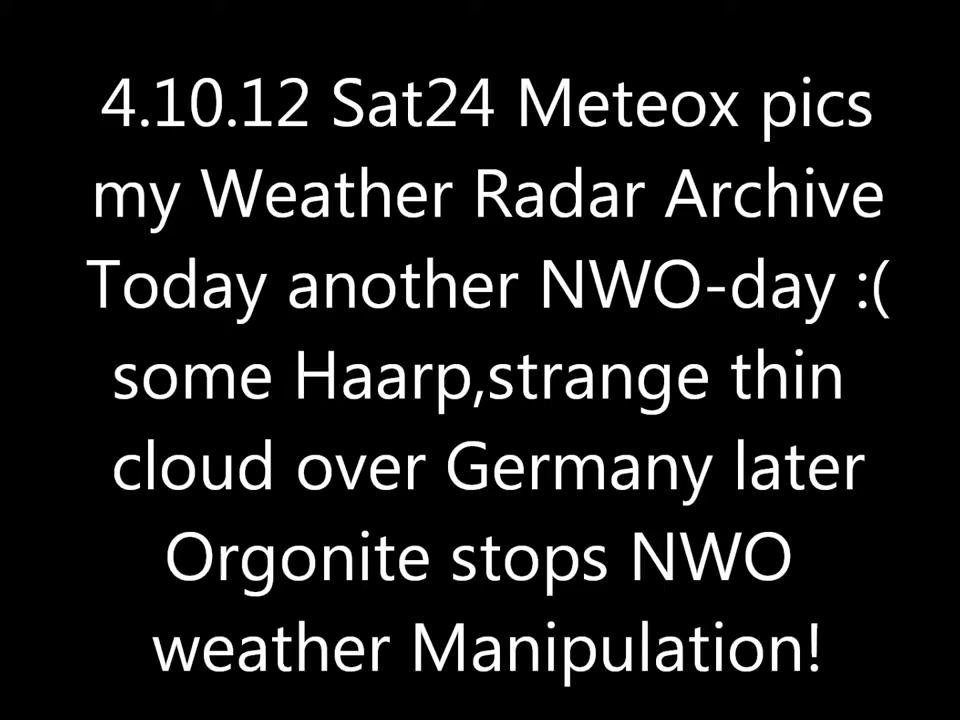 4.10.12 Sat24 Meteox pics
my Weather Radar Archive
Today another NWO-day :(
some Haarp,strange thin
cloud over Germany later
Orgonite stops NWO
weather Manipulation!